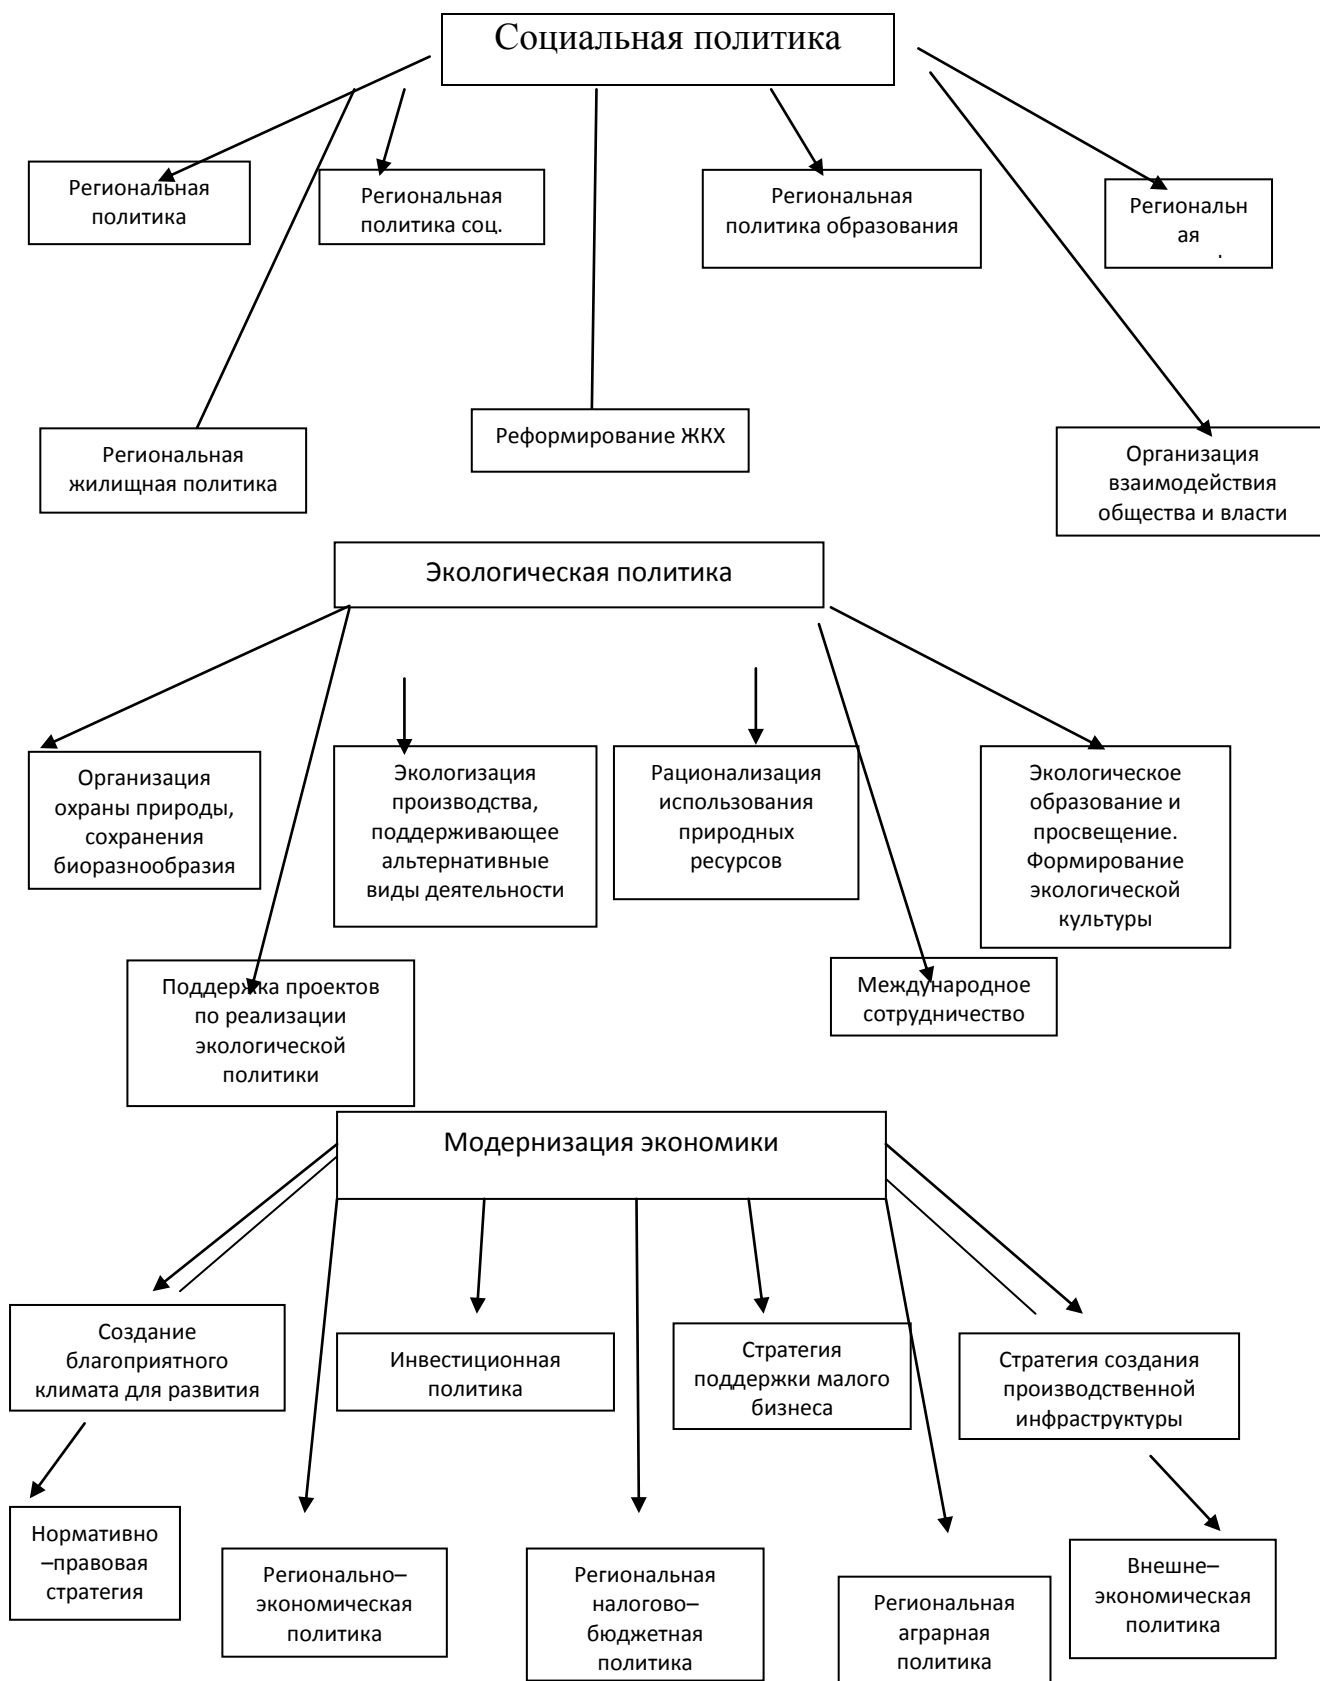 Социальная политика
Региональная
политика
Региональная
политика соц.
Региональная
политика образования
Региональн
ая
Региональная
жилищная политика
Реформирование ЖКХ
Организация
взаимодействия
общества и власти
Экологическая политика
Организация
охраны природы,
сохранения
биоразнообразия
Экологизация
производства,
поддерживающее
альтернативные
виды деятельности
Рационализация
использования
природных
ресурсов
Экологическое
образование и
просвещение.
Формирование
экологической
культуры
Поддержка проектов
по реализации
экологической
политики
Международное
сотрудничество
Модернизация экономики
Создание
благоприятного
климата для развития
Инвестиционная
политика
Стратегия
поддержки малого
бизнеса
Стратегия создания
производственной
инфраструктуры
Нормативно
–правовая
стратегия
Регионально–
экономическая
политика
Региональная
налогово–
бюджетная
политика
Региональная
аграрная
политика
Внешне–
экономическая
политика